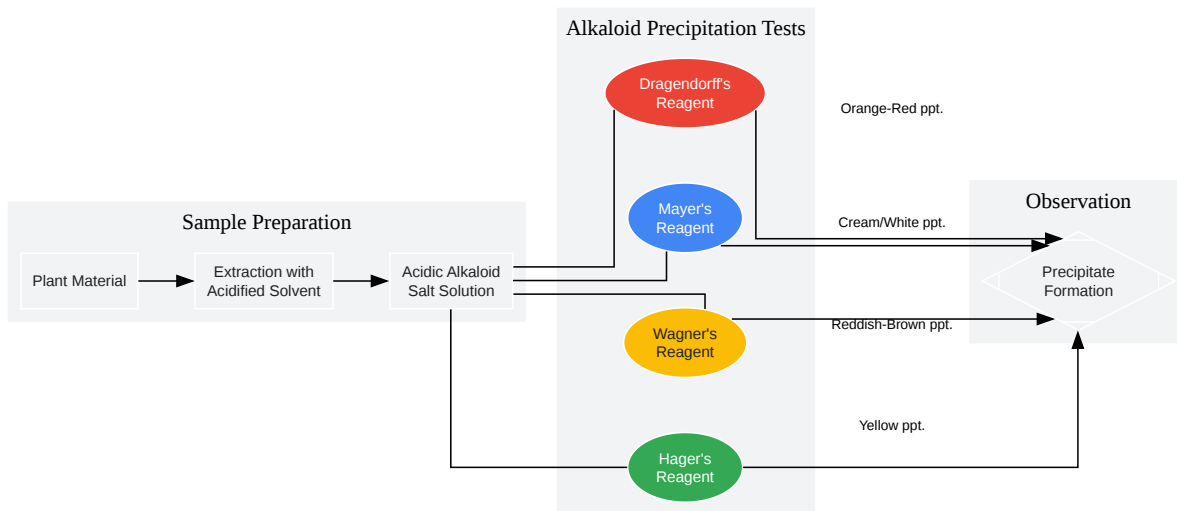 Alkaloid Precipitation Tests
Dragendorff's
Reagent
Orange-Red ppt.
Mayer's
Reagent
Cream/White ppt.
Sample Preparation
Plant Material
Extraction with
Acidified Solvent
Acidic Alkaloid
Salt Solution
Observation
Precipitate
Formation
Wagner's
Reagent
Reddish-Brown ppt.
Yellow ppt.
Hager's
Reagent